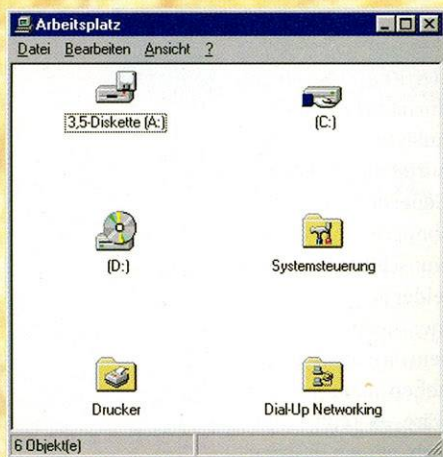 Arbeitsplatz
Datei Bearbeiten Ansicht ?
3,5-Diskette (A:)
(C:)
(D:)
Systemsteuerung
Drucker
Dial-Up Networking
6 Objekt(e)